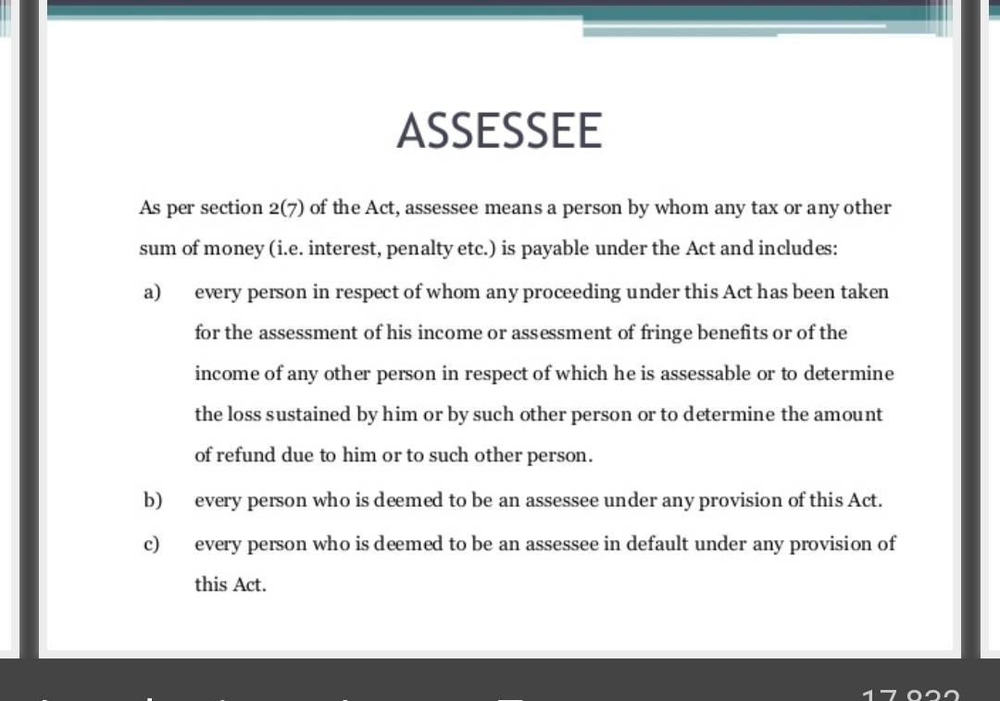 ASSESSEE
As per section 2(7) of the Act, assessee means a person by whom any tax or any other
sum of money (i.e. interest, penalty etc.) is payable under the Act and includes:
a) every person in respect of whom any proceeding under this Act has been taken
for the assessment of his income or assessment of fringe benefits or of the
income of any other person in respect of which he is assessable or to determine
the loss sustained by him or by such other person or to determine the amount
of refund due to him or to such other person.
b) every person who is deemed to be an assessee under any provision of this Act.
c) every person who is deemed to be an assessee in default under any provision of
this Act.
17,832